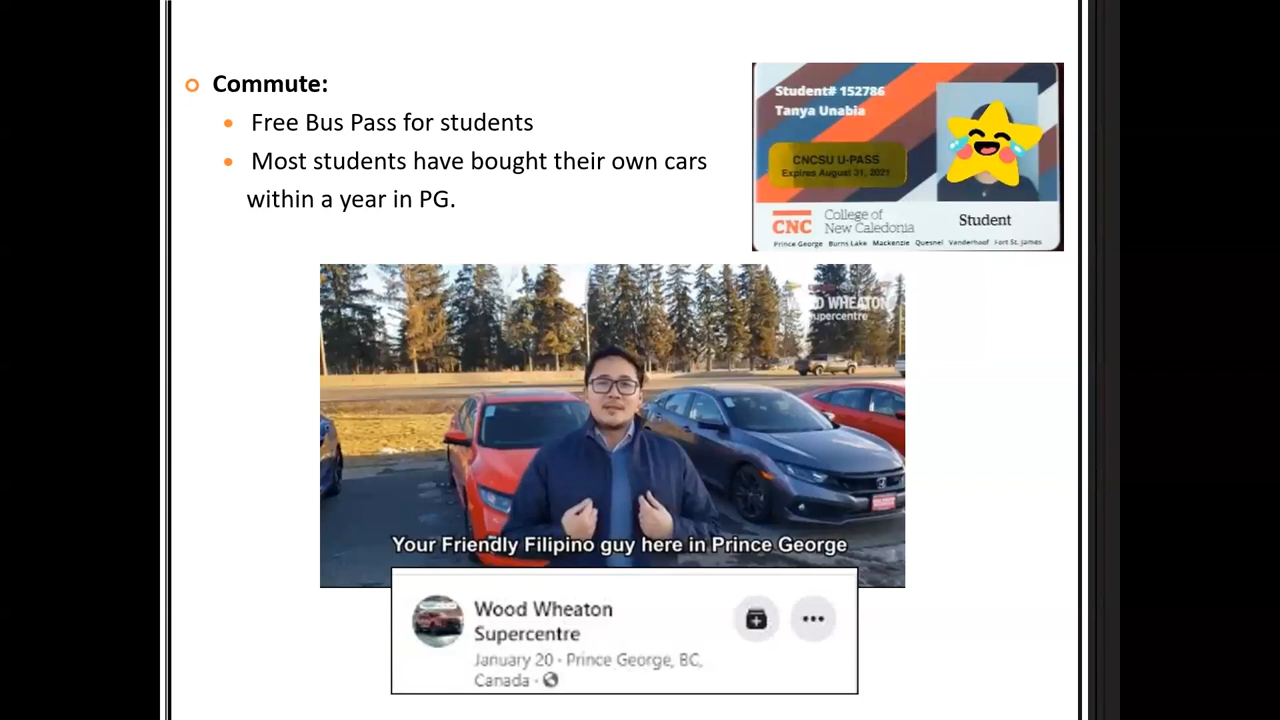 Commute:
Free Bus Pass for students
Most students have bought their own cars
within a year in PG.
Student# 152786
Tanya Unabia
CNCSU U-PASS
Expires August 31, 2021
CNC
College of
New Caledonia
Student
Prince George Burns Lake Mackenzie Quesnel Vanderhoof Fort St. James
WOOD WHEATON
Supercentre
Your Friendly Filipino guy here in Prince George
Wood Wheaton
Supercentre
January 20 · Prince George, BC,
Canada ·